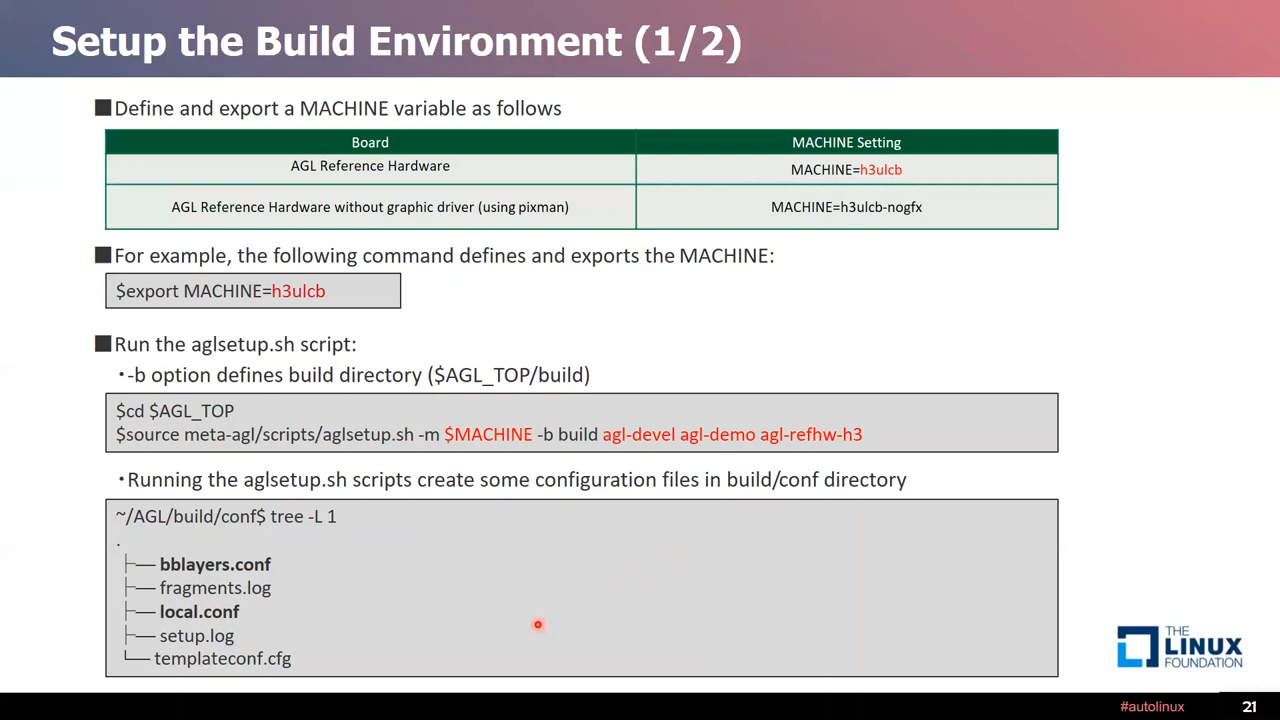 Setup the Build Environment (1/2)
■Define and export a MACHINE variable as follows
Board MACHINE Setting
AGL Reference Hardware MACHINE=h3ulcb
AGL Reference Hardware without graphic driver (using pixman) MACHINE=h3ulcb-nogfx
■For example, the following command defines and exports the MACHINE:
$export MACHINE=h3ulcb
■Run the aglsetup.sh script:
・-b option defines build directory ($AGL_TOP/build)
$cd $AGL_TOP
$source meta-agl/scripts/aglsetup.sh -m $MACHINE -b build agl-devel agl-demo agl-refhw-h3
・Running the aglsetup.sh scripts create some configuration files in build/conf directory
~/AGL/build/conf$ tree -L 1
.
├── bblayers.conf
├── fragments.log
├── local.conf
├── setup.log
└── templateconf.cfg
THE
LINUX
FOUNDATION
#autolinux
21